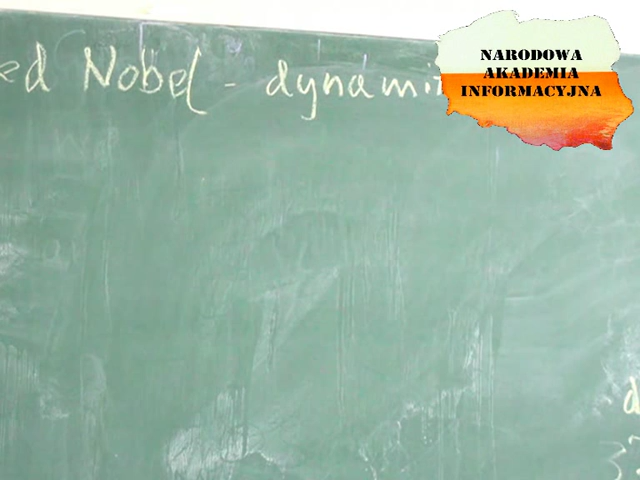 ed Nobel - dynami
NARODOWA
AKADEMIA
INFORMACYJNA
d